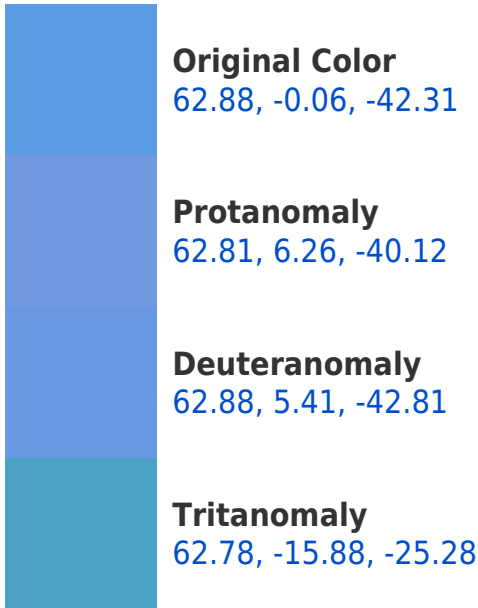 Original Color
62.88, -0.06, -42.31
Protanomaly
62.81, 6.26, -40.12
Deuteranomaly
62.88, 5.41, -42.81
Tritanomaly
62.78, -15.88, -25.28